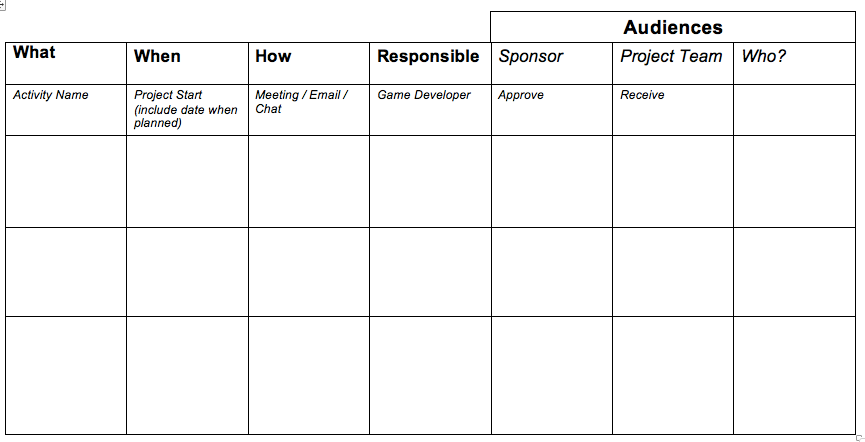 Audiences
What
When
How
Responsible
Sponsor
Project Team
Who?
Activity Name
Project Start
(include date when
planned)
Meeting / Email /
Chat
Game Developer
Approve
Receive